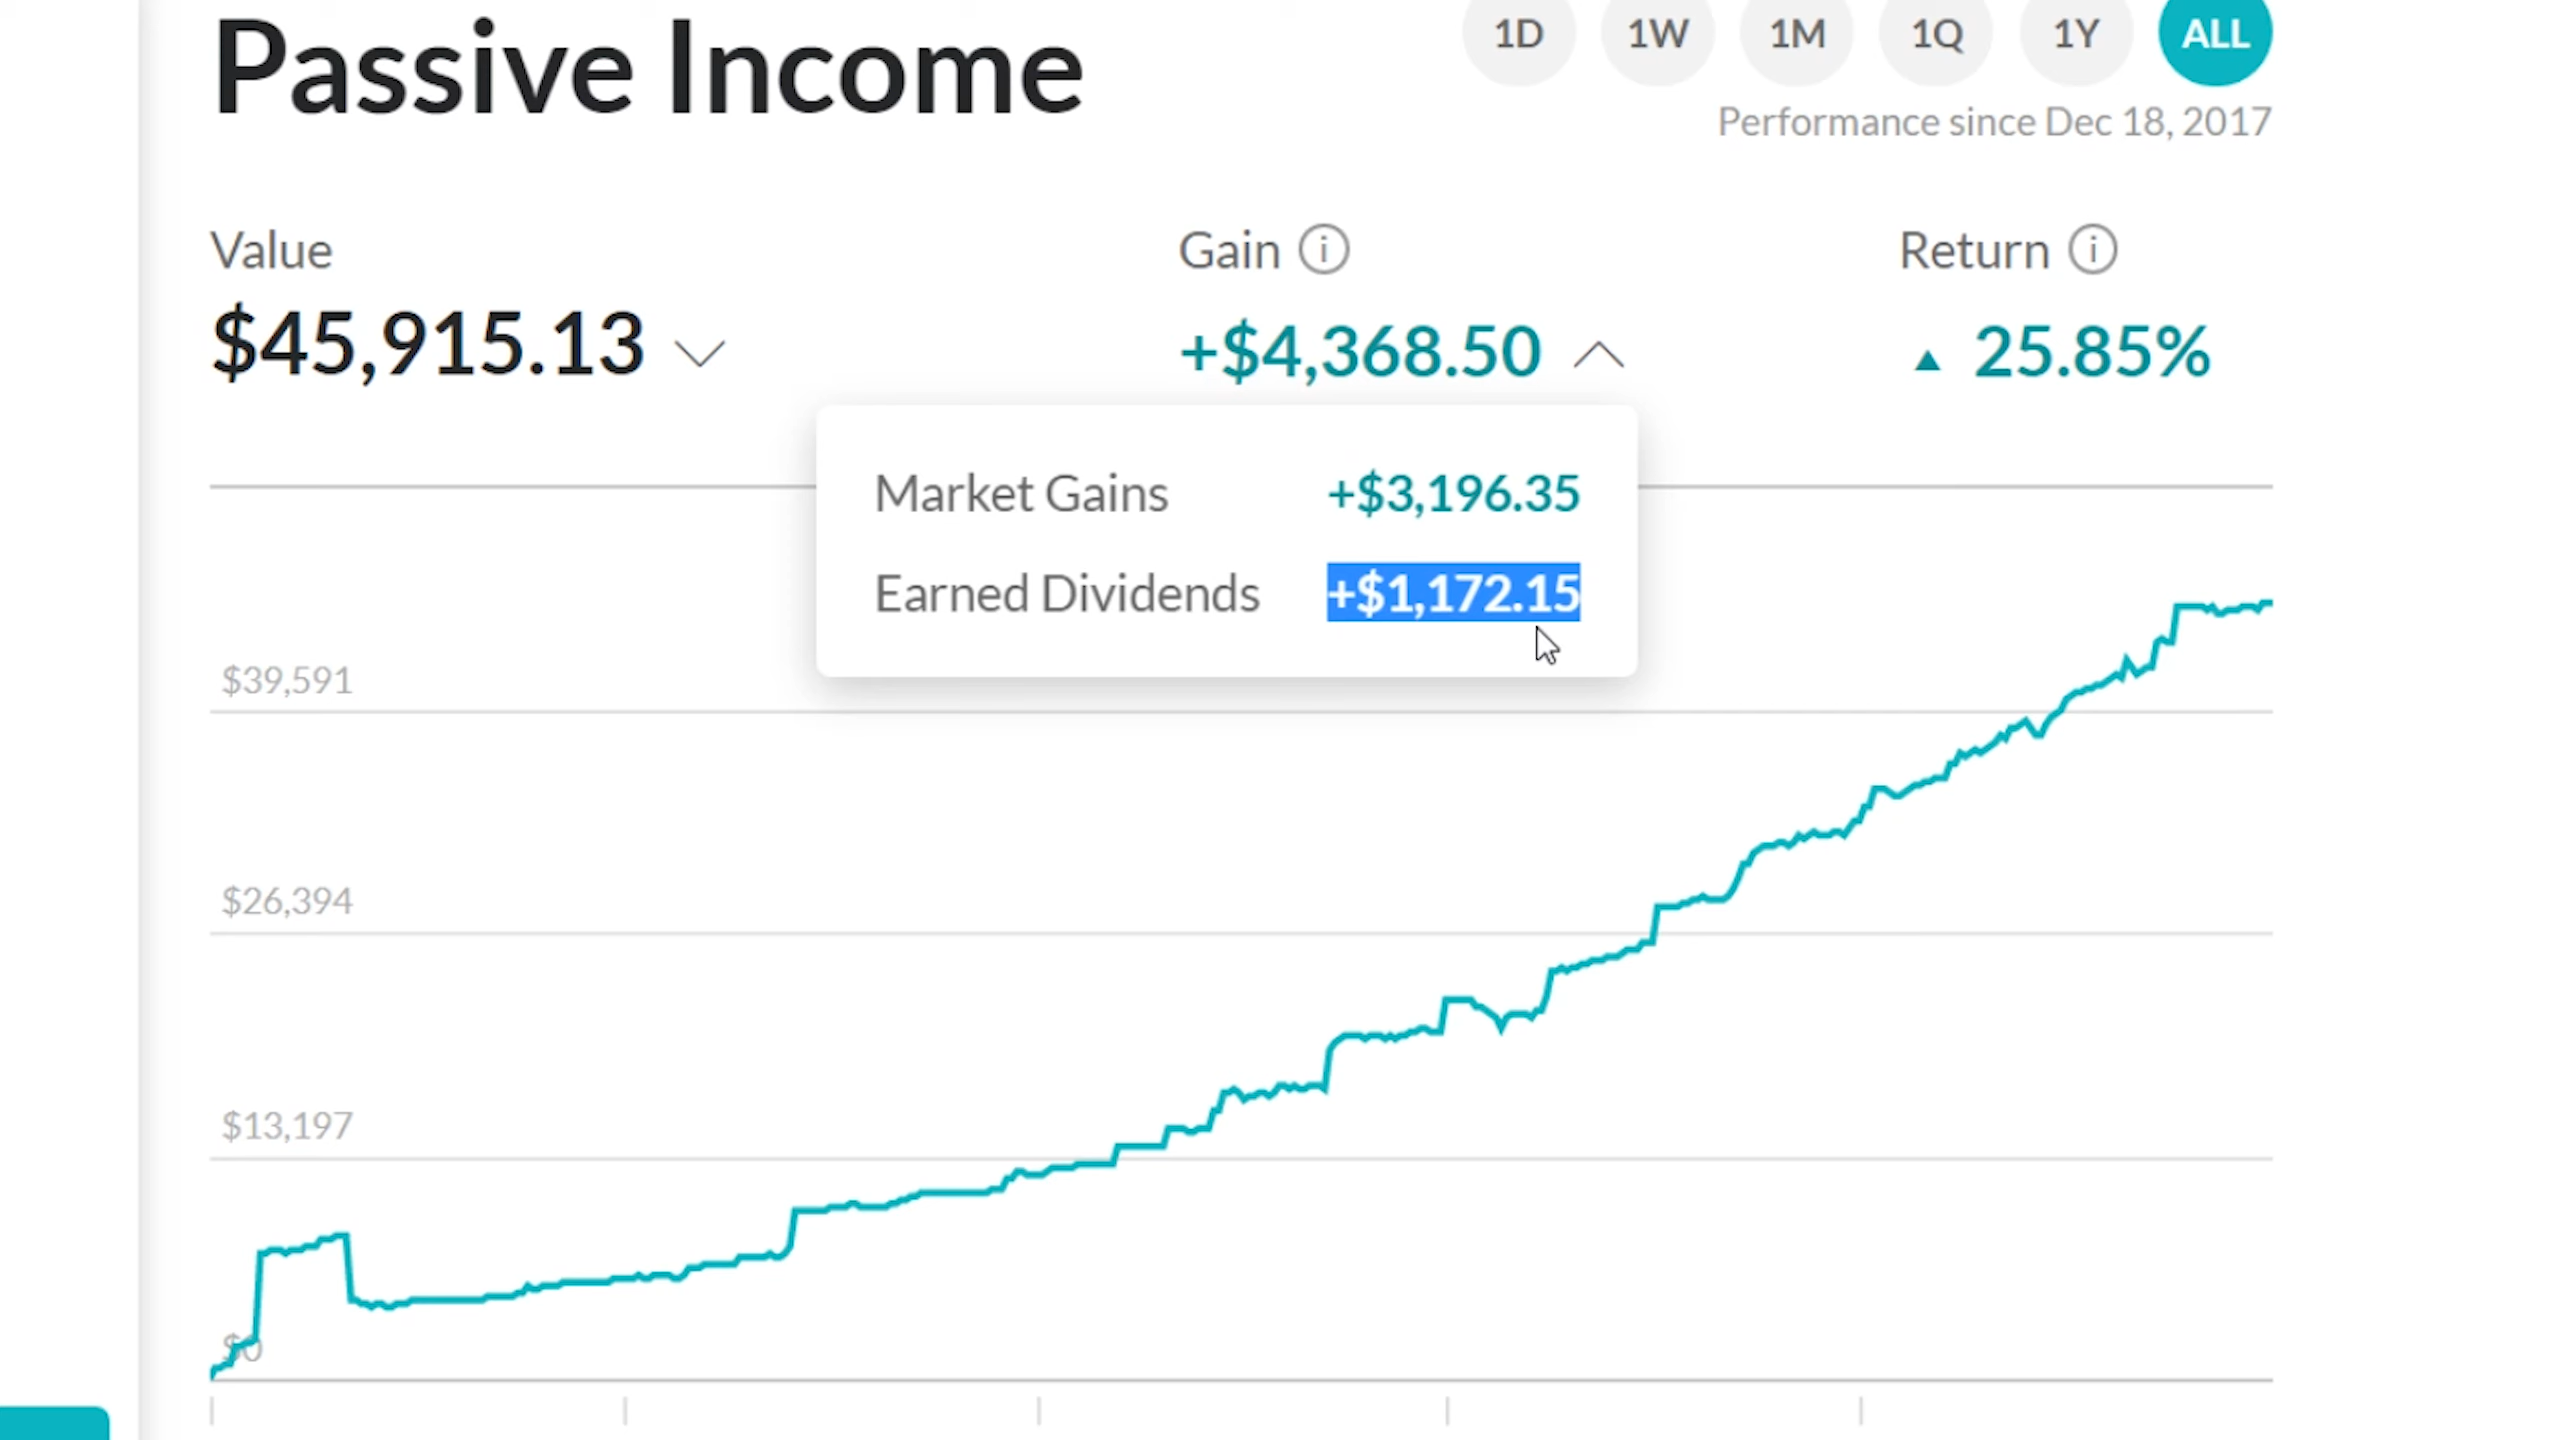 Passive Income
1D 1W 1M 1Q 1Y ALL
Performance since Dec 18, 2017
Value
$45,915.13
Gain
+$4,368.50
Return
▲ 25.85%
Market Gains +$3,196.35
Earned Dividends +$1,172.15
$39,591
$26,394
$13,197
$0